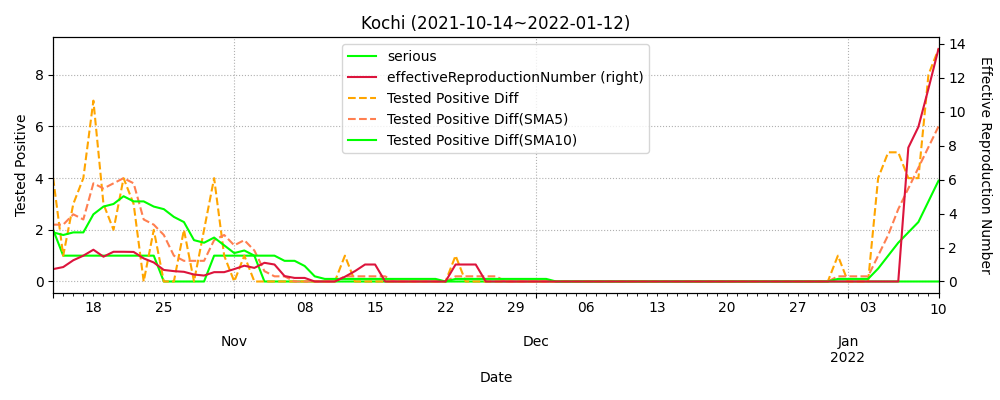 Kochi (2021-10-14~2022-01-12)
serious
effectiveReproductionNumber (right)
Tested Positive Diff
Tested Positive Diff(SMA5)
Tested Positive Diff(SMA10)
Tested Positive
8
6
4
2
0
Effective Reproduction Number
14
12
10
8
6
4
2
0
18 25 08 15 22 29 06 13 20 27 03 10
Nov Dec Jan
2022
Date